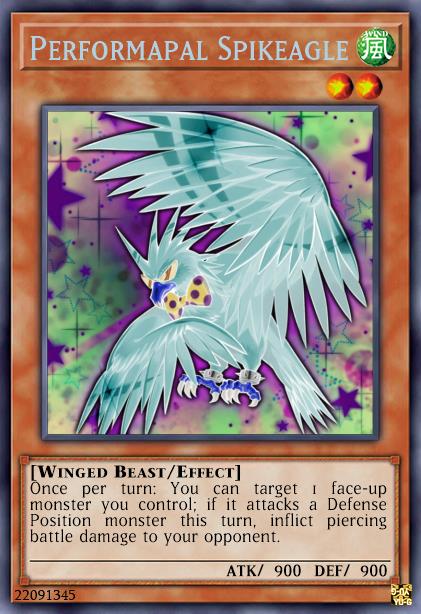 Performapal Spikeagle
WIND
風
[Winged Beast/Effect]
Once per turn: You can target 1 face-up
monster you control; if it attacks a Defense
Position monster this turn, inflict piercing
battle damage to your opponent.
ATK/ 900 DEF/ 900
22091345